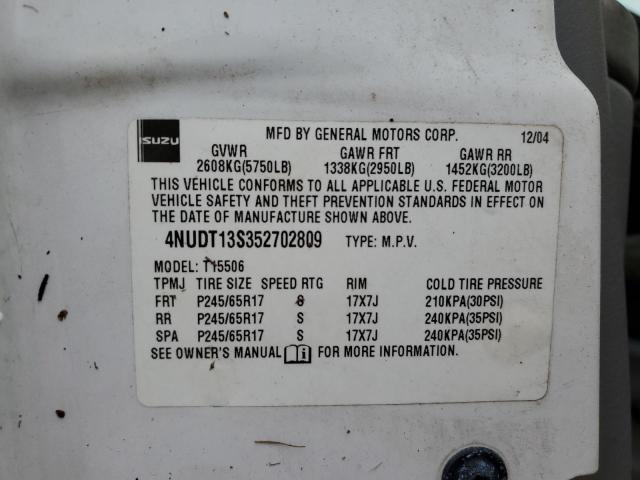 ISUZU MFD BY GENERAL MOTORS CORP. 12/04
GVWR GAWR FRT GAWR RR
2608KG(5750LB) 1338KG(2950LB) 1452KG(3200LB)
THIS VEHICLE CONFORMS TO ALL APPLICABLE U.S. FEDERAL MOTOR
VEHICLE SAFETY AND THEFT PREVENTION STANDARDS IN EFFECT ON
THE DATE OF MANUFACTURE SHOWN ABOVE.
4NUDT13S352702809 TYPE: M.P.V.
MODEL: T15506
TPMJ TIRE SIZE SPEED RTG RIM COLD TIRE PRESSURE
FRT P245/65R17 S 17X7J 210KPA(30PSI)
RR P245/65R17 S 17X7J 240KPA(35PSI)
SPA P245/65R17 S 17X7J 240KPA(35PSI)
SEE OWNER'S MANUAL FOR MORE INFORMATION.